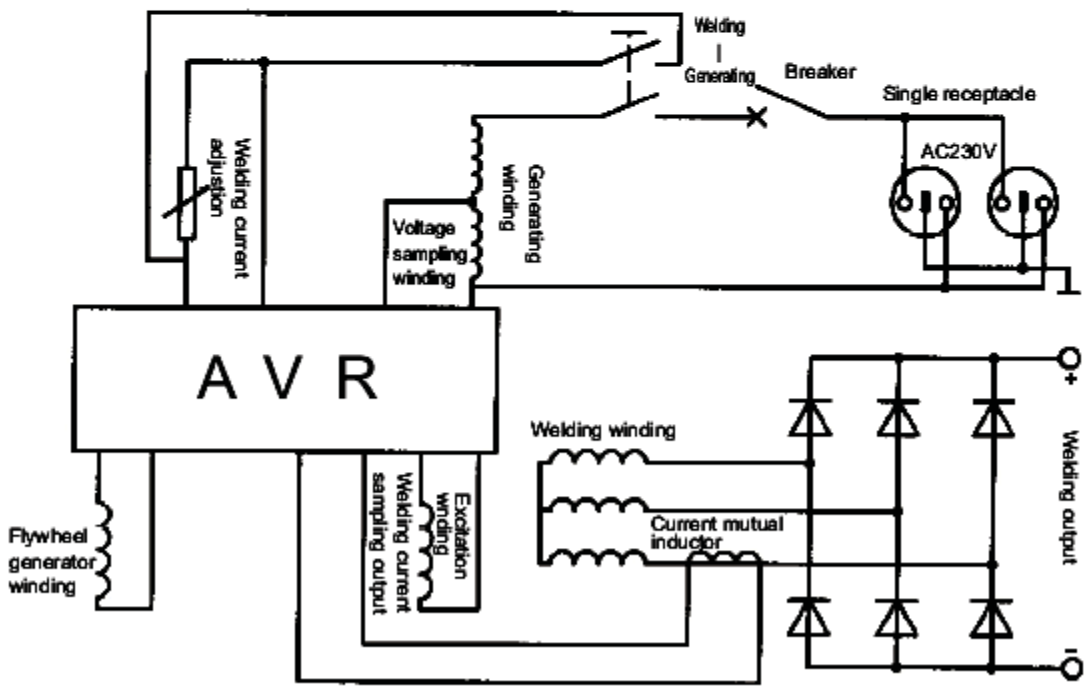 Welding
|
Generating
Breaker
Single receptacle
AC230V
Welding current
adjustion
Generating
winding
Voltage
sampling
winding
A V R
+
Welding winding
Welding output
Current mutual
inductor
Welding current
sampling output
Excitation
wnding
Flywheel
generator
winding
-